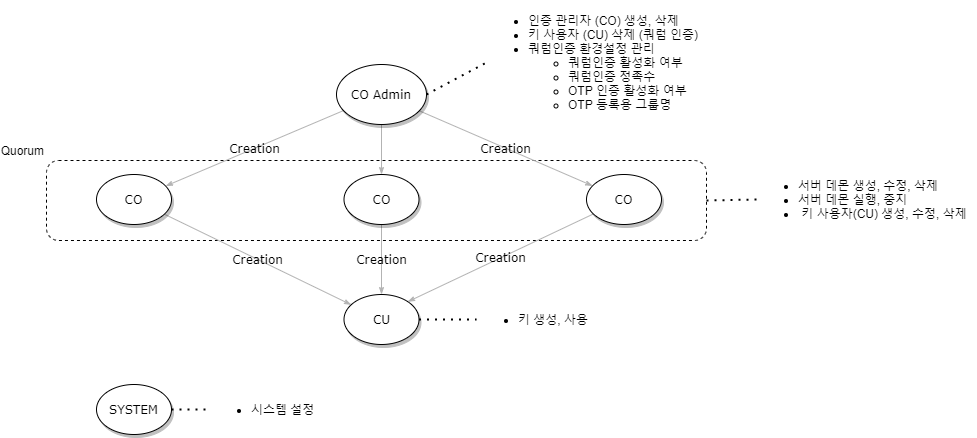 • 인증 관리자 (CO) 생성, 삭제
• 키 사용자 (CU) 삭제 (쿼럼 인증)
• 쿼럼인증 환경설정 관리
○ 쿼럼인증 활성화 여부
○ 쿼럼인증 정족수
○ OTP 인증 활성화 여부
○ OTP 등록용 그룹명
CO Admin
Quorum
Creation
Creation
CO
CO
CO
• 서버 데몬 생성, 수정, 삭제
• 서버 데몬 실행, 중지
• 키 사용자(CU) 생성, 수정, 삭제
Creation
Creation
Creation
CU
• 키 생성, 사용
SYSTEM
• 시스템 설정